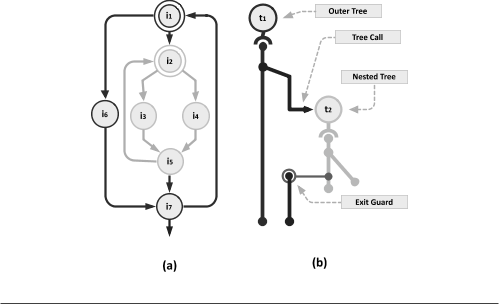 i1
t1
Outer Tree
Tree Call
i2
Nested Tree
i6
i3
i4
t2
i5
i7
Exit Guard
(a)
(b)